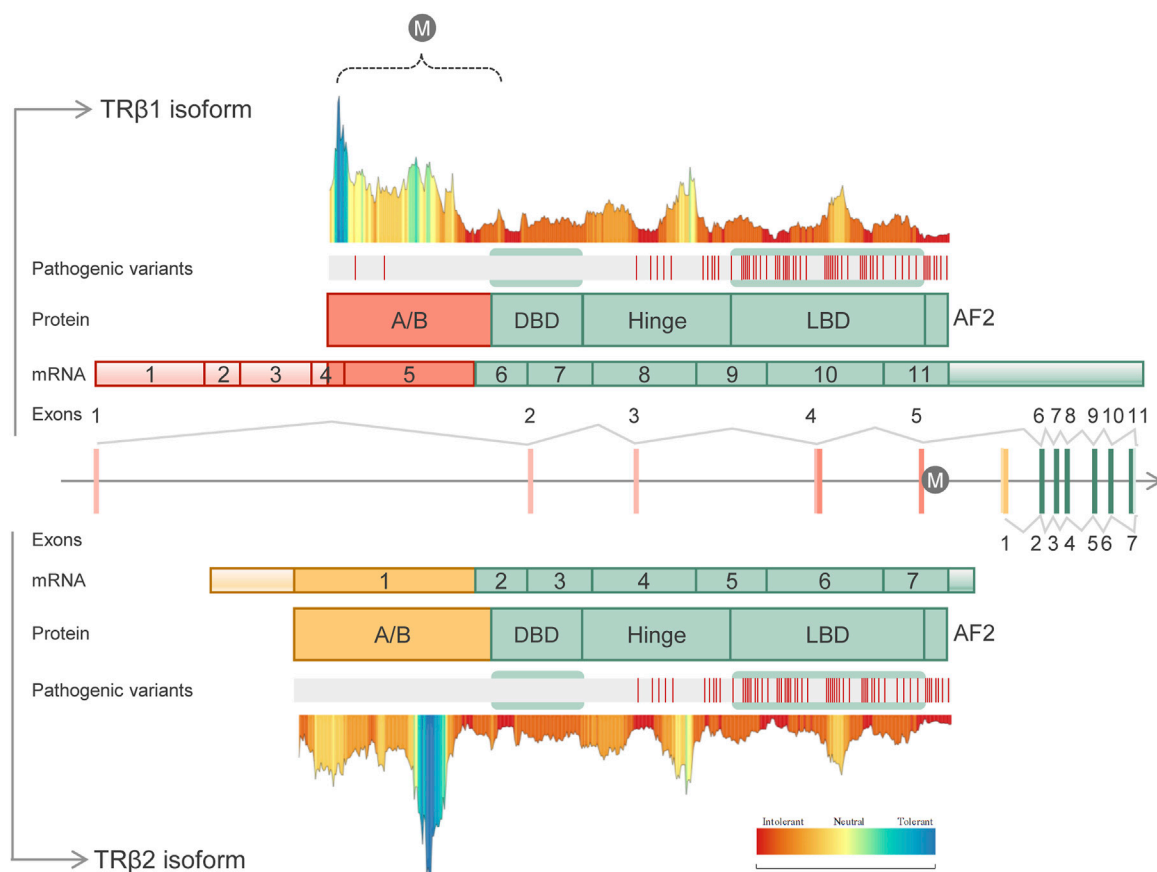 M
TRβ1 isoform
Pathogenic variants
Protein A/B DBD Hinge LBD AF2
mRNA 1 2 3 4 5 6 7 8 9 10 11
Exons 1 2 3 4 5 6 7 8 9 10 11
M
Exons 1 2 3 4 5 6 7
mRNA 1 2 3 4 5 6 7
Protein A/B DBD Hinge LBD AF2
Pathogenic variants
Intolerant Neutral Tolerant
TRβ2 isoform